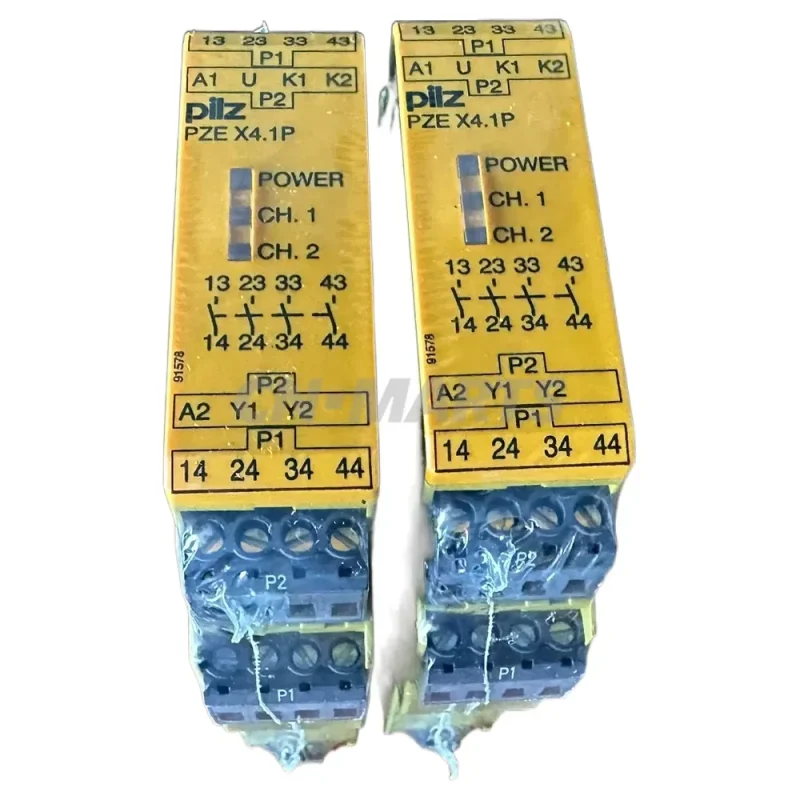 13 23 33 43
P1
A1 U K1 K2
P2
pilz
PZE X4.1P
POWER
CH. 1
CH. 2
13 23 33 43
14 24 34 44
91578
P2
A2 Y1 Y2
P1
14 24 34 44
P2
P1
13 23 33 43
P1
A1 U K1 K2
P2
pilz
PZE X4.1P
POWER
CH. 1
CH. 2
13 23 33 43
14 24 34 44
91578
P2
A2 Y1 Y2
P1
14 24 34 44
P2
P1